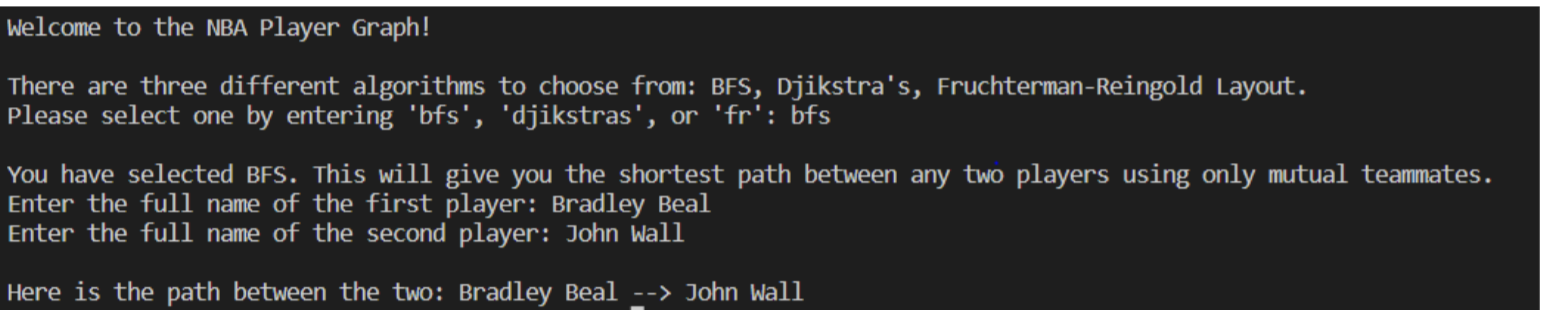 Welcome to the NBA Player Graph!
There are three different algorithms to choose from: BFS, Djikstra's, Fruchterman-Reingold Layout.
Please select one by entering 'bfs', 'djikstras', or 'fr': bfs
You have selected BFS. This will give you the shortest path between any two players using only mutual teammates.
Enter the full name of the first player: Bradley Beal
Enter the full name of the second player: John Wall
Here is the path between the two: Bradley Beal --> John Wall